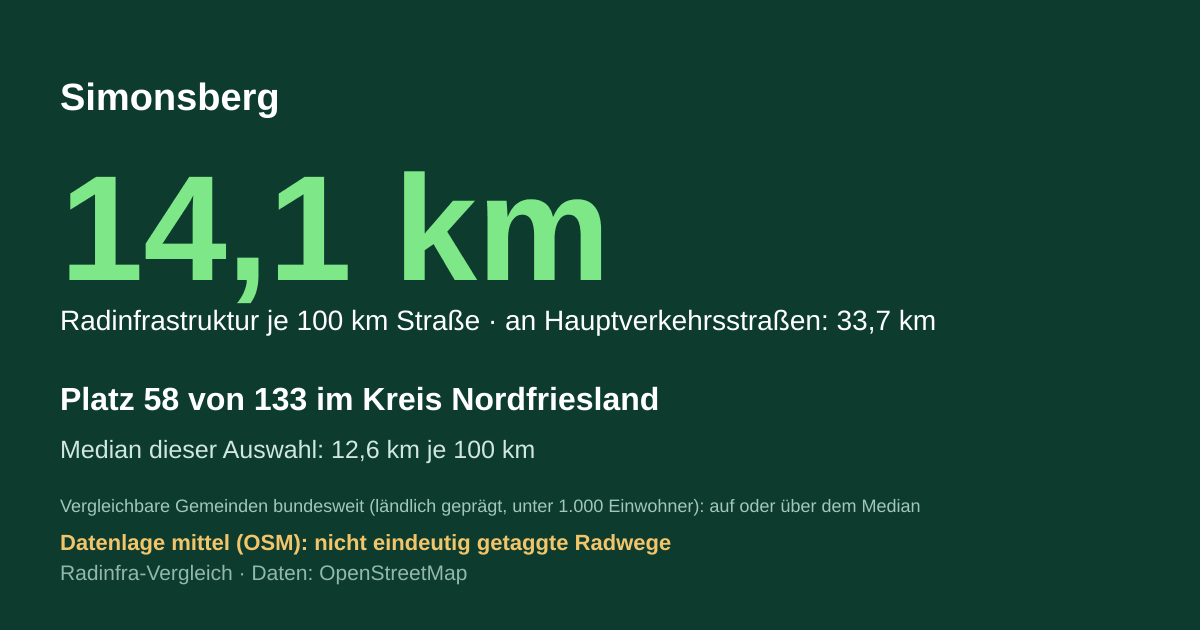 Simonsberg
14,1 km
Radinfrastruktur je 100 km Straße · an Hauptverkehrsstraßen: 33,7 km
Platz 58 von 133 im Kreis Nordfriesland
Median dieser Auswahl: 12,6 km je 100 km
Vergleichbare Gemeinden bundesweit (ländlich geprägt, unter 1.000 Einwohner): auf oder über dem Median
Datenlage mittel (OSM): nicht eindeutig getaggte Radwege
Radinfra-Vergleich · Daten: OpenStreetMap